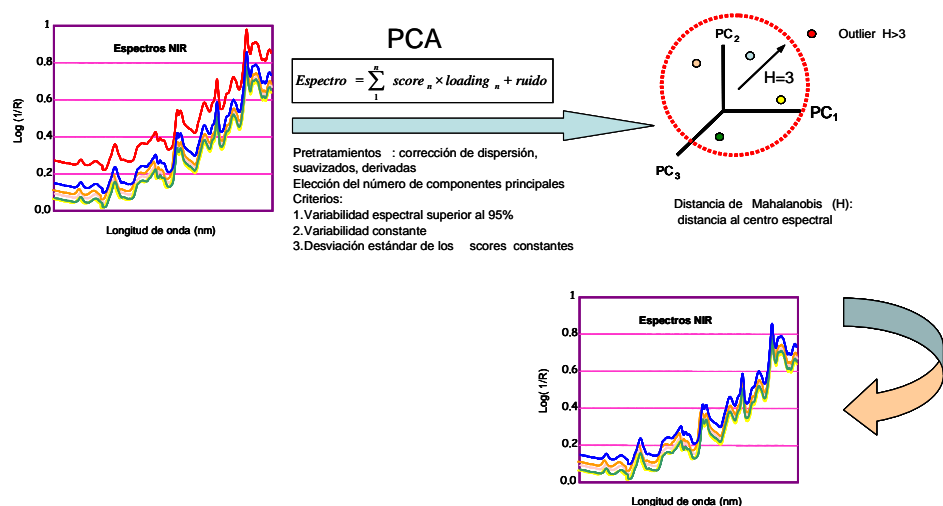 1
0.8
0.6
0.4
0.2
0.0
Log (1/R)
Espectros NIR
Longitud de onda (nm)
PCA
Espectro = ∑ n 1 score n × loading n + ruido
Pretratamientos : corrección de dispersión,
suavizados, derivadas
Elección del número de componentes principales
Criterios:
1.Variabilidad espectral superior al 95%
2.Variabilidad constante
3.Desviación estándar de los scores constantes
PC2
H=3
PC1
PC3
Outlier H>3
Distancia de Mahalanobis (H):
distancia al centro espectral
1
0.8
0.6
0.4
0.2
0.0
Log( 1/R)
Espectros NIR
Longitud de onda (nm)